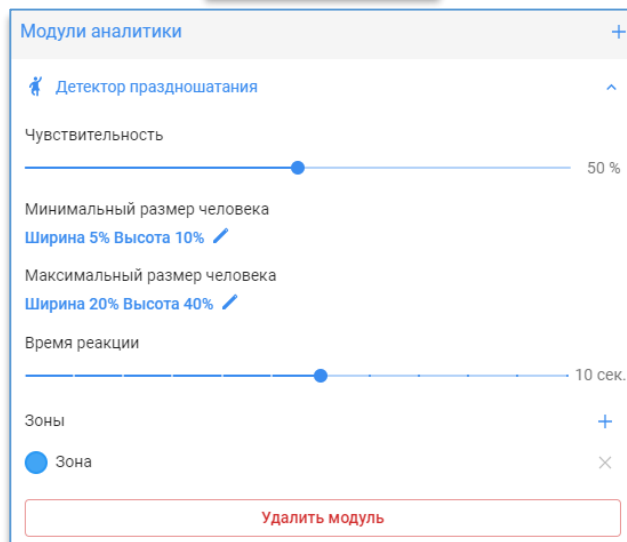 Модули аналитики
Детектор праздношатания
Чувствительность
50 %
Минимальный размер человека
Ширина 5% Высота 10%
Максимальный размер человека
Ширина 20% Высота 40%
Время реакции
10 сек.
Зоны
Зона
Удалить модуль